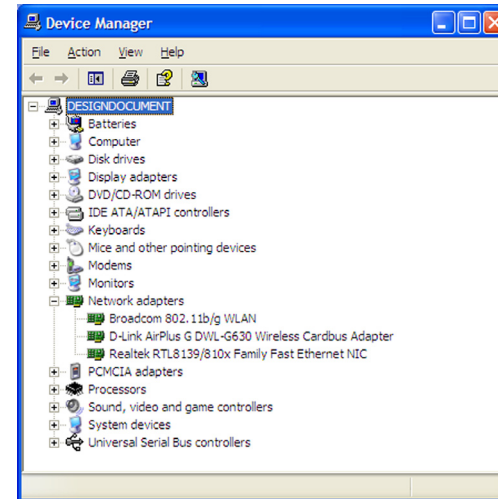 Device Manager
File Action View Help
DESIGNDOCUMENT
Batteries
Computer
Disk drives
Display adapters
DVD/CD-ROM drives
IDE ATA/ATAPI controllers
Keyboards
Mice and other pointing devices
Modems
Monitors
Network adapters
Broadcom 802.11b/g WLAN
D-Link AirPlus G DWL-G630 Wireless Cardbus Adapter
Realtek RTL8139/810x Family Fast Ethernet NIC
PCMCIA adapters
Processors
Sound, video and game controllers
System devices
Universal Serial Bus controllers